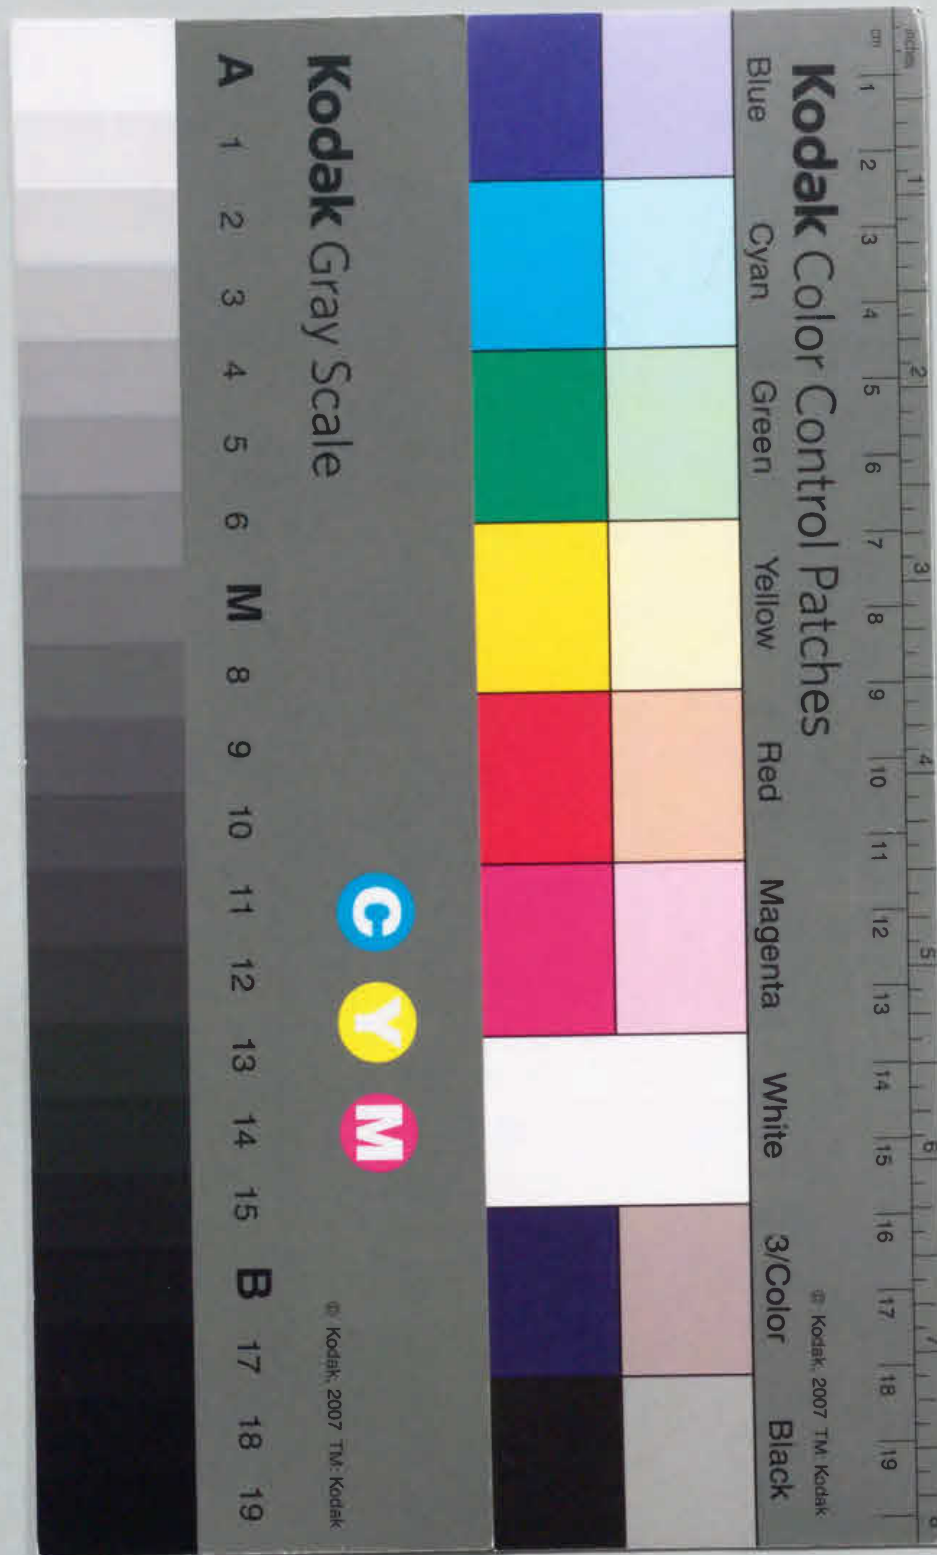 inches
1 2 3 4 5 6 7 8
cm
1 2 3 4 5 6 7 8 9 10 11 12 13 14 15 16 17 18 19
Kodak Color Control Patches
© Kodak, 2007 TM: Kodak
Blue Cyan Green Yellow Red Magenta White 3/Color Black
Kodak Gray Scale
C Y M
© Kodak, 2007 TM: Kodak
A 1 2 3 4 5 6 M 8 9 10 11 12 13 14 15 B 17 18 19